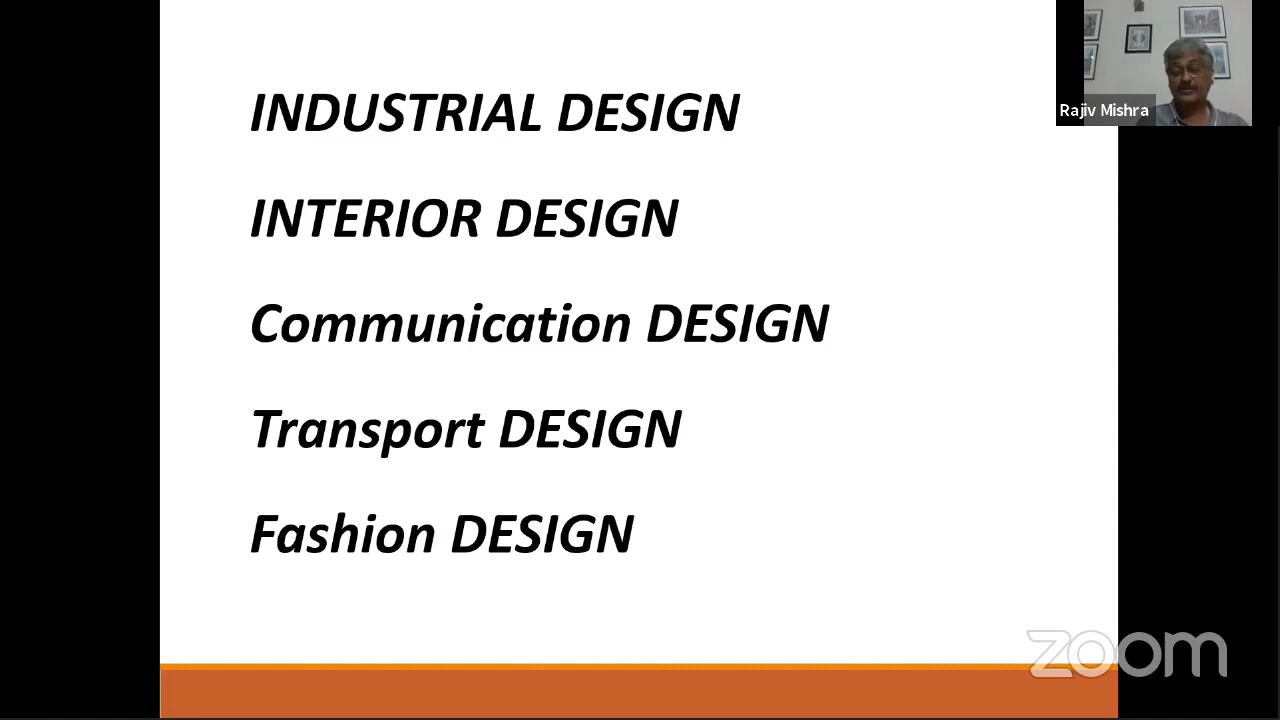 INDUSTRIAL DESIGN
Rajiv Mishra
INTERIOR DESIGN
Communication DESIGN
Transport DESIGN
Fashion DESIGN
zoom